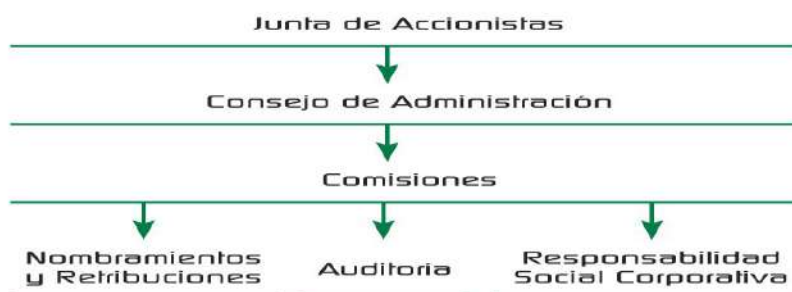 Junta de Accionistas
Consejo de Administración
Comisiones
Nombramientos
y Retribuciones
Auditoria
Responsabilidad
Social Corporativa